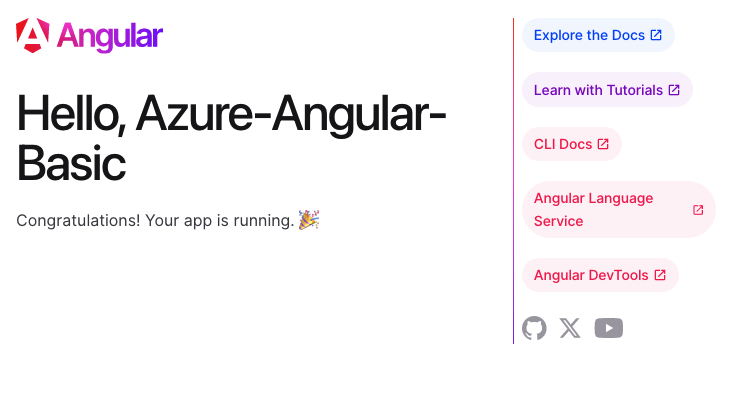 Angular
Hello, Azure-Angular-
Basic
Congratulations! Your app is running. 🎉
Explore the Docs
Learn with Tutorials
CLI Docs
Angular Language
Service
Angular DevTools